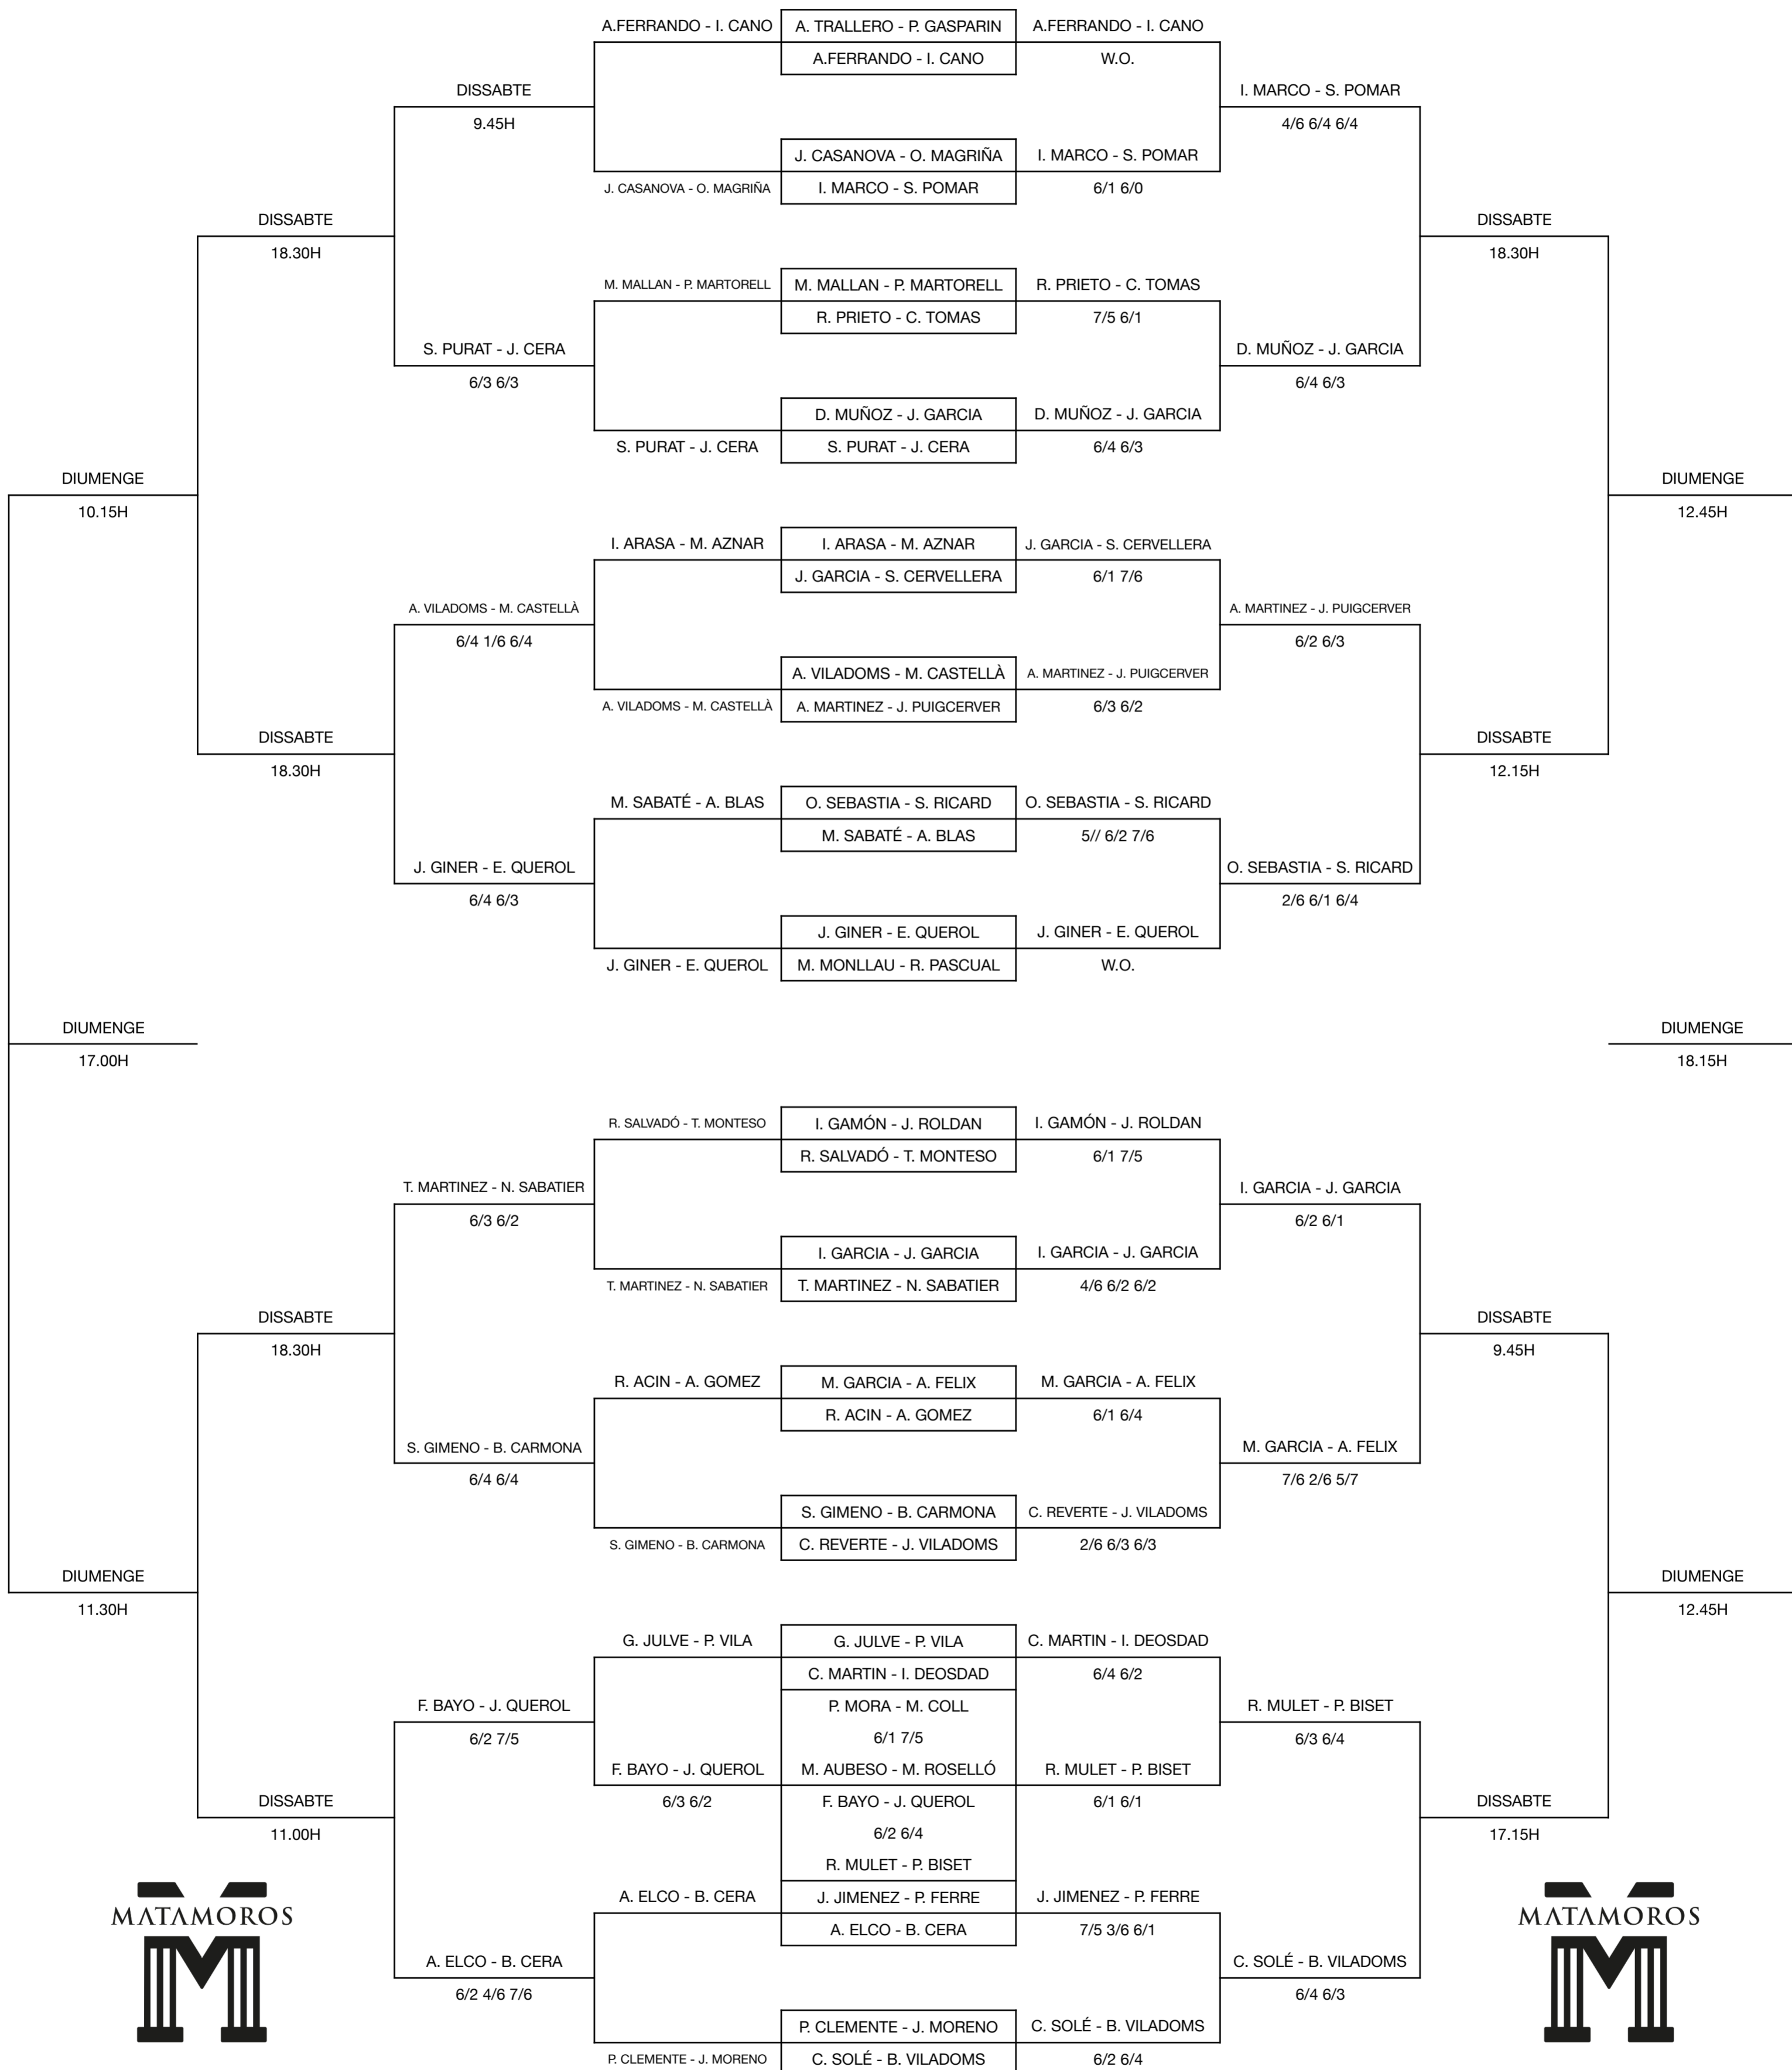 A.FERRANDO - I. CANO A. TRALLERO - P. GASPARIN A.FERRANDO - I. CANO
A.FERRANDO - I. CANO W.O.
DISSABTE I. MARCO - S. POMAR
9.45H 4/6 6/4 6/4
J. CASANOVA - O. MAGRIÑA I. MARCO - S. POMAR
J. CASANOVA - O. MAGRIÑA I. MARCO - S. POMAR 6/1 6/0
DISSABTE DISSABTE
18.30H 18.30H
M. MALLAN - P. MARTORELL M. MALLAN - P. MARTORELL R. PRIETO - C. TOMAS
R. PRIETO - C. TOMAS 7/5 6/1
S. PURAT - J. CERA D. MUÑOZ - J. GARCIA
6/3 6/3 6/4 6/3
D. MUÑOZ - J. GARCIA D. MUÑOZ - J. GARCIA
S. PURAT - J. CERA S. PURAT - J. CERA 6/4 6/3
DIUMENGE DIUMENGE
10.15H 12.45H
I. ARASA - M. AZNAR I. ARASA - M. AZNAR J. GARCIA - S. CERVELLERA
J. GARCIA - S. CERVELLERA 6/1 7/6
A. VILADOMS - M. CASTELLÀ A. MARTINEZ - J. PUIGCERVER
6/4 1/6 6/4 6/2 6/3
A. VILADOMS - M. CASTELLÀ A. MARTINEZ - J. PUIGCERVER
A. VILADOMS - M. CASTELLÀ A. MARTINEZ - J. PUIGCERVER 6/3 6/2
DISSABTE DISSABTE
18.30H 12.15H
M. SABATÉ - A. BLAS O. SEBASTIA - S. RICARD O. SEBASTIA - S. RICARD
M. SABATÉ - A. BLAS 5// 6/2 7/6
J. GINER - E. QUEROL O. SEBASTIA - S. RICARD
6/4 6/3 2/6 6/1 6/4
J. GINER - E. QUEROL J. GINER - E. QUEROL
J. GINER - E. QUEROL M. MONLLAU - R. PASCUAL W.O.
DIUMENGE DIUMENGE
17.00H 18.15H
R. SALVADÓ - T. MONTESO I. GAMÓN - J. ROLDAN I. GAMÓN - J. ROLDAN
R. SALVADÓ - T. MONTESO 6/1 7/5
T. MARTINEZ - N. SABATIER I. GARCIA - J. GARCIA
6/3 6/2 6/2 6/1
I. GARCIA - J. GARCIA I. GARCIA - J. GARCIA
T. MARTINEZ - N. SABATIER T. MARTINEZ - N. SABATIER 4/6 6/2 6/2
DISSABTE DISSABTE
18.30H 9.45H
R. ACIN - A. GOMEZ M. GARCIA - A. FELIX M. GARCIA - A. FELIX
R. ACIN - A. GOMEZ 6/1 6/4
S. GIMENO - B. CARMONA M. GARCIA - A. FELIX
6/4 6/4 7/6 2/6 5/7
S. GIMENO - B. CARMONA C. REVERTE - J. VILADOMS
S. GIMENO - B. CARMONA C. REVERTE - J. VILADOMS 2/6 6/3 6/3
DIUMENGE DIUMENGE
11.30H 12.45H
G. JULVE - P. VILA G. JULVE - P. VILA C. MARTIN - I. DEOSDAD
C. MARTIN - I. DEOSDAD 6/4 6/2
F. BAYO - J. QUEROL P. MORA - M. COLL R. MULET - P. BISET
6/2 7/5 6/1 7/5 6/3 6/4
F. BAYO - J. QUEROL M. AUBESO - M. ROSELLÓ R. MULET - P. BISET
DISSABTE 6/3 6/2 F. BAYO - J. QUEROL 6/1 6/1 DISSABTE
11.00H 6/2 6/4 17.15H
R. MULET - P. BISET
A. ELCO - B. CERA J. JIMENEZ - P. FERRE J. JIMENEZ - P. FERRE
MATAMOROS MATAMOROS
A. ELCO - B. CERA 7/5 3/6 6/1
A. ELCO - B. CERA C. SOLÉ - B. VILADOMS
6/2 4/6 7/6 6/4 6/3
P. CLEMENTE - J. MORENO C. SOLÉ - B. VILADOMS
P. CLEMENTE - J. MORENO C. SOLÉ - B. VILADOMS 6/2 6/4